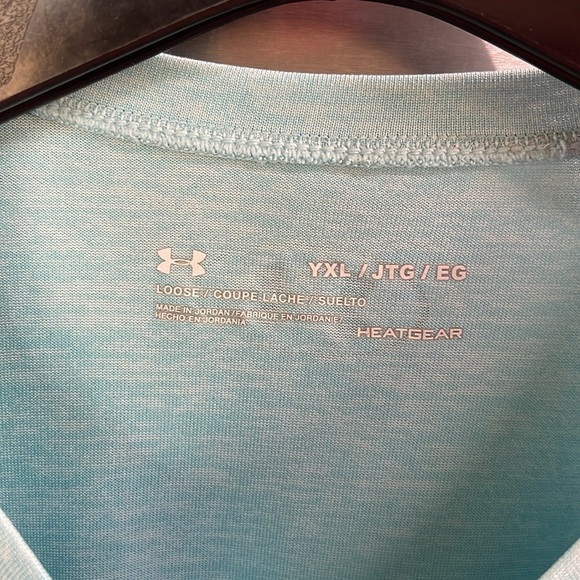 YXL / JTG / EG
LOOSE / COUPE LÂCHE / SUELTO
MADE IN JORDAN / FABRIQUÉ EN JORDANIE /
HECHO EN JORDANIA
HEATGEAR